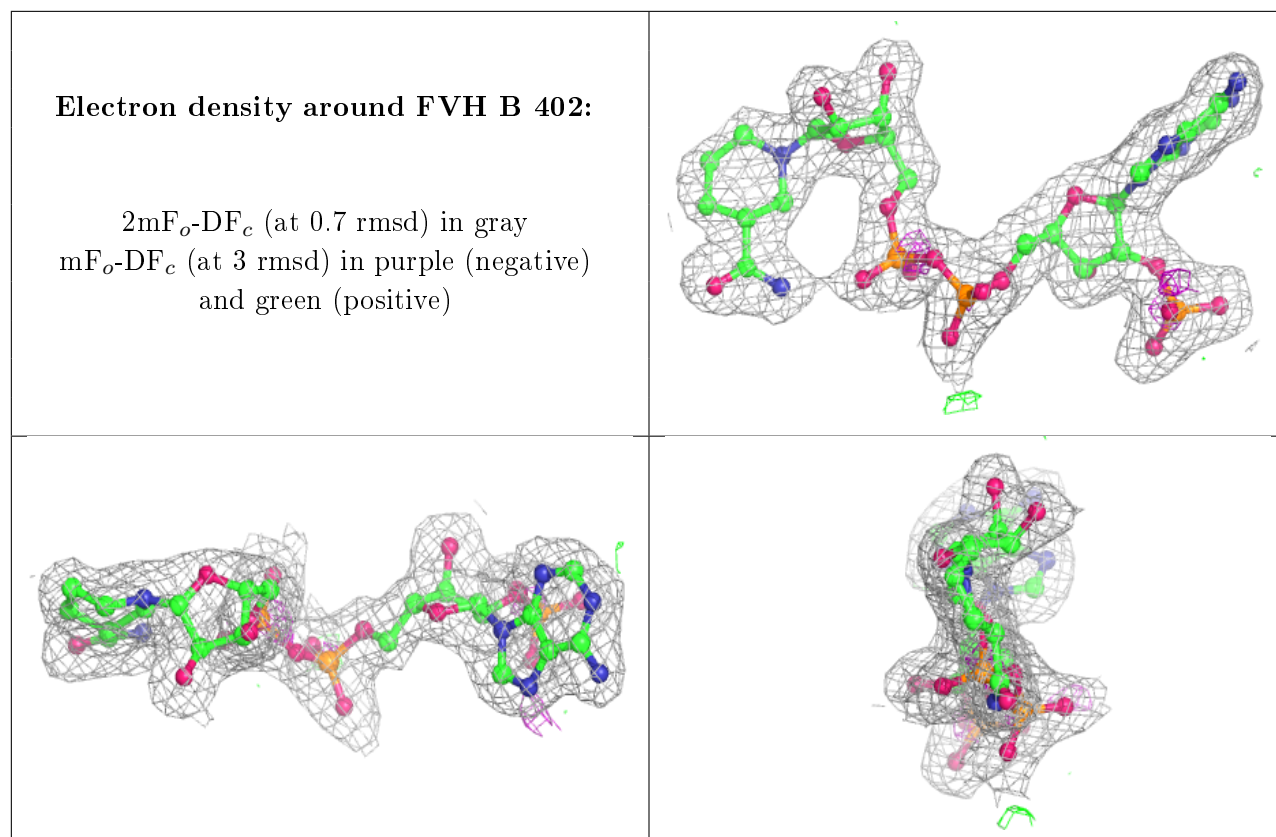 Electron density around FVH B 402:
2mFₒ-DF𝑐 (at 0.7 rmsd) in gray
mFₒ-DF𝑐 (at 3 rmsd) in purple (negative)
and green (positive)